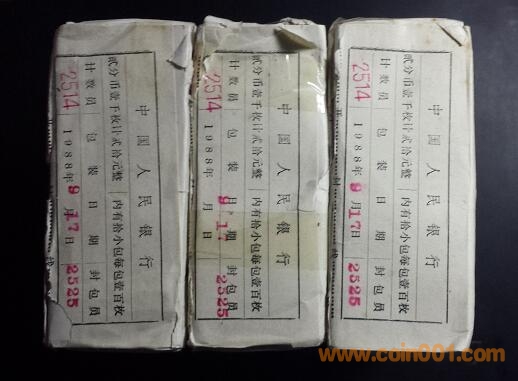 中国人民银行
贰分币壹千枚计贰拾元整 内有拾小包每包壹百枚
计数员 包装日期 封包员
2514 1988年9月17日 2525
中国人民银行
贰分币壹千枚计贰拾元整 内有拾小包每包壹百枚
计数员 包装日期 封包员
2514 1988年9月17日 2525
中国人民银行
贰分币壹千枚计贰拾元整 内有拾小包每包壹百枚
计数员 包装日期 封包员
2514 1988年9月17日 2525
www.coin001.com